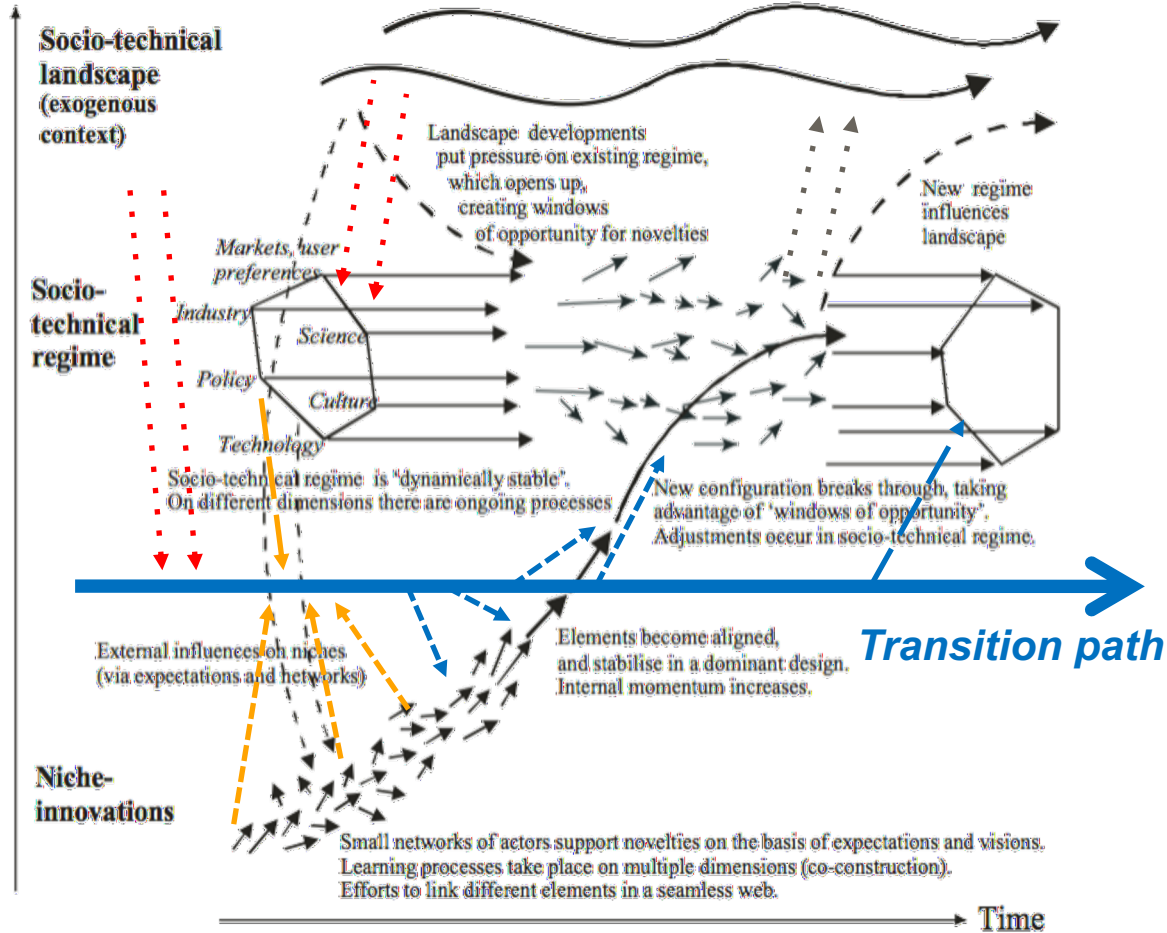 Socio-technical
landscape
(exogenous
context)
Landscape developments
put pressure on existing regime,
which opens up,
creating windows
of opportunity for novelties
New regime
influences
landscape
Markets, user
preferences
Socio-
technical
regime
Industry
Science
Policy
Culture
Technology
Socio-technical regime is "dynamically stable".
On different dimensions there are ongoing processes
New configuration breaks through, taking
advantage of 'windows of opportunity'.
Adjustments occur in socio-technical regime.
Transition path
External influences on niches
(via expectations and networks)
Elements become aligned,
and stabilise in a dominant design.
Internal momentum increases.
Niche-
innovations
Small networks of actors support novelties on the basis of expectations and visions.
Learning processes take place on multiple dimensions (co-construction).
Efforts to link different elements in a seamless web.
Time